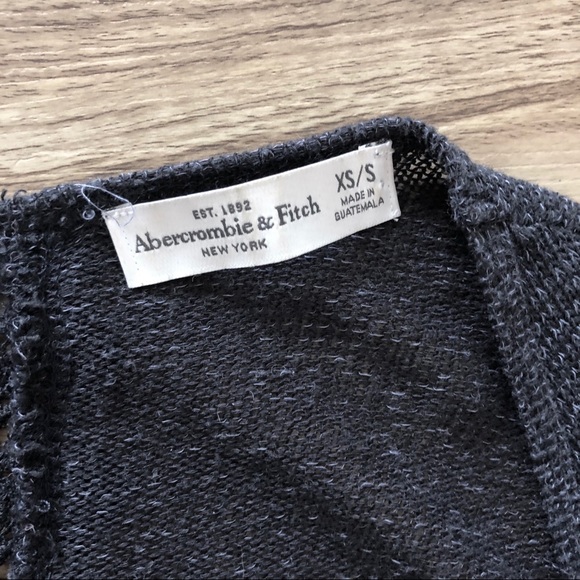 EST. 1892
Abercrombie & Fitch
NEW YORK
XS/S
MADE IN
GUATEMALA